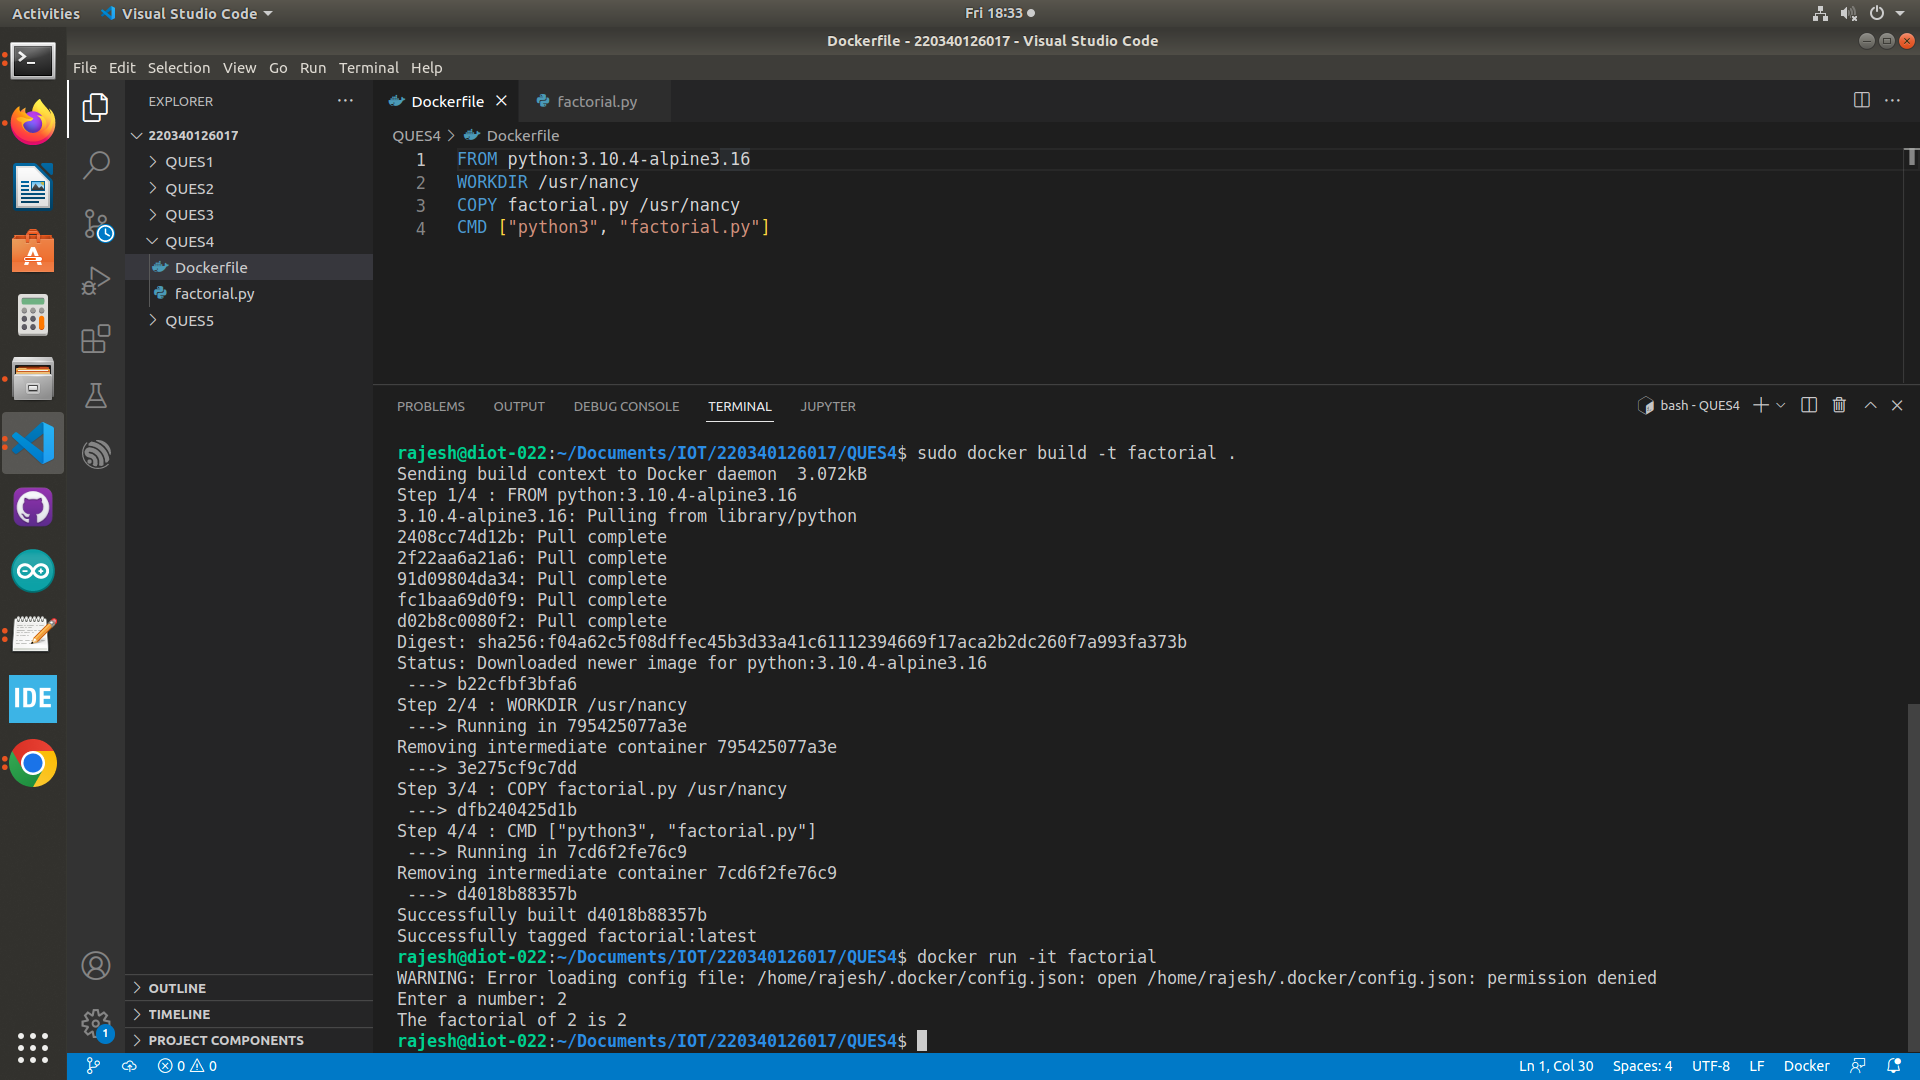 Activities
Visual Studio Code
Fri 18:33
Dockerfile - 220340126017 - Visual Studio Code
File Edit Selection View Go Run Terminal Help
EXPLORER
220340126017
QUES1
QUES2
QUES3
QUES4
Dockerfile
factorial.py
QUES5
OUTLINE
TIMELINE
PROJECT COMPONENTS
IDE
1
Dockerfile
factorial.py
QUES4 > Dockerfile
1 FROM python:3.10.4-alpine3.16
2 WORKDIR /usr/nancy
3 COPY factorial.py /usr/nancy
4 CMD ["python3", "factorial.py"]
PROBLEMS OUTPUT DEBUG CONSOLE TERMINAL JUPYTER
bash - QUES4
rajesh@diot-022:~/Documents/IOT/220340126017/QUES4$ sudo docker build -t factorial .
Sending build context to Docker daemon  3.072kB
Step 1/4 : FROM python:3.10.4-alpine3.16
3.10.4-alpine3.16: Pulling from library/python
2408cc74d12b: Pull complete
2f22aa6a21a6: Pull complete
91d09804da34: Pull complete
fc1baa69d0f9: Pull complete
d02b8c0080f2: Pull complete
Digest: sha256:f04a62c5f08dffec45b3d33a41c61112394669f17aca2b2dc260f7a993fa373b
Status: Downloaded newer image for python:3.10.4-alpine3.16
 ---> b22cfbf3bfa6
Step 2/4 : WORKDIR /usr/nancy
 ---> Running in 795425077a3e
Removing intermediate container 795425077a3e
 ---> 3e275cf9c7dd
Step 3/4 : COPY factorial.py /usr/nancy
 ---> dfb240425d1b
Step 4/4 : CMD ["python3", "factorial.py"]
 ---> Running in 7cd6f2fe76c9
Removing intermediate container 7cd6f2fe76c9
 ---> d4018b88357b
Successfully built d4018b88357b
Successfully tagged factorial:latest
rajesh@diot-022:~/Documents/IOT/220340126017/QUES4$ docker run -it factorial
WARNING: Error loading config file: /home/rajesh/.docker/config.json: open /home/rajesh/.docker/config.json: permission denied
Enter a number: 2
The factorial of 2 is 2
rajesh@diot-022:~/Documents/IOT/220340126017/QUES4$
0 0
Ln 1, Col 30 Spaces: 4 UTF-8 LF Docker